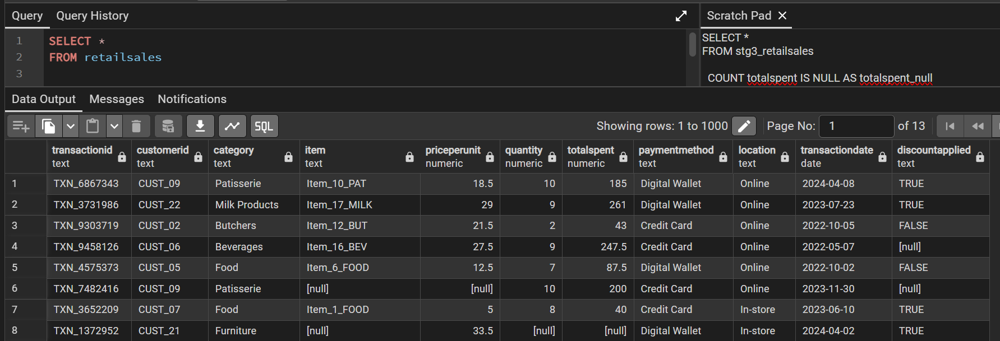 Query Query History
Scratch Pad
1 SELECT *
2 FROM retailsales
3
SELECT *
FROM stg3_retailsales
COUNT totalspent IS NULL AS totalspent_null
Data Output Messages Notifications
SQL Showing rows: 1 to 1000 Page No: 1 of 13
transactionid customerid category item priceperunit quantity totalspent paymentmethod location transactiondate discountapplied
text text text text numeric numeric numeric text text date text
1 TXN_6867343 CUST_09 Patisserie Item_10_PAT 18.5 10 185 Digital Wallet Online 2024-04-08 TRUE
2 TXN_3731986 CUST_22 Milk Products Item_17_MILK 29 9 261 Digital Wallet Online 2023-07-23 TRUE
3 TXN_9303719 CUST_02 Butchers Item_12_BUT 21.5 2 43 Credit Card Online 2022-10-05 FALSE
4 TXN_9458126 CUST_06 Beverages Item_16_BEV 27.5 9 247.5 Credit Card Online 2022-05-07 [null]
5 TXN_4575373 CUST_05 Food Item_6_FOOD 12.5 7 87.5 Digital Wallet Online 2022-10-02 FALSE
6 TXN_7482416 CUST_09 Patisserie [null] [null] 10 200 Credit Card Online 2023-11-30 [null]
7 TXN_3652209 CUST_07 Food Item_1_FOOD 5 8 40 Credit Card In-store 2023-06-10 TRUE
8 TXN_1372952 CUST_21 Furniture [null] 33.5 [null] [null] Digital Wallet In-store 2024-04-02 TRUE